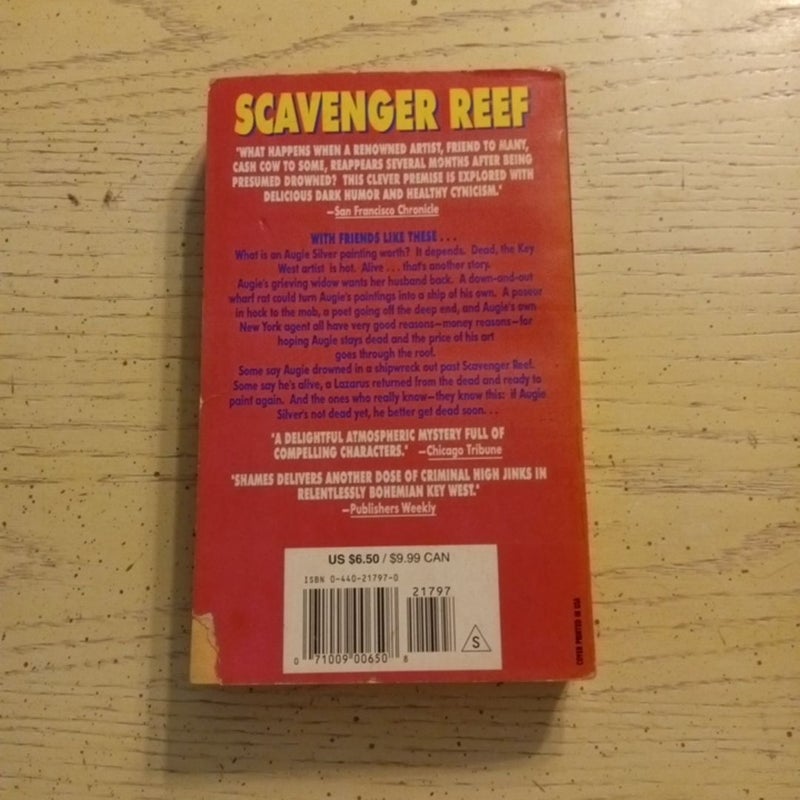 SCAVENGER REEF
"WHAT HAPPENS WHEN A RENOWNED ARTIST, FRIEND TO MANY,
CASH COW TO SOME, REAPPEARS SEVERAL MONTHS AFTER BEING
PRESUMED DROWNED? THIS CLEVER PREMISE IS EXPLORED WITH
DELICIOUS DARK HUMOR AND HEALTHY CYNICISM."
—San Francisco Chronicle
WITH FRIENDS LIKE THESE . . .
What is an Augie Silver painting worth? It depends. Dead, the Key
West artist is hot. Alive . . . that's another story.
Augie's grieving widow wants her husband back. A down-and-out
wharf rat could turn Augie's paintings into a ship of his own. A poseur
in hock to the mob, a poet going off the deep end, and Augie's own
New York agent all have very good reasons—money reasons—for
hoping Augie stays dead and the price of his art
goes through the roof.
Some say Augie drowned in a shipwreck out past Scavenger Reef.
Some say he's alive, a Lazarus returned from the dead and ready to
paint again. And the ones who really know—they know this: if Augie
Silver's not dead yet, he better get dead soon. . .
"A DELIGHTFUL ATMOSPHERIC MYSTERY FULL OF
COMPELLING CHARACTERS." —Chicago Tribune
"SHAMES DELIVERS ANOTHER DOSE OF CRIMINAL HIGH JINKS IN
RELENTLESSLY BOHEMIAN KEY WEST."
—Publishers Weekly
US $6.50 / $9.99 CAN
ISBN 0-440-21797-0
21797
0 71009 00650 8
S
COVER PRINTED IN USA